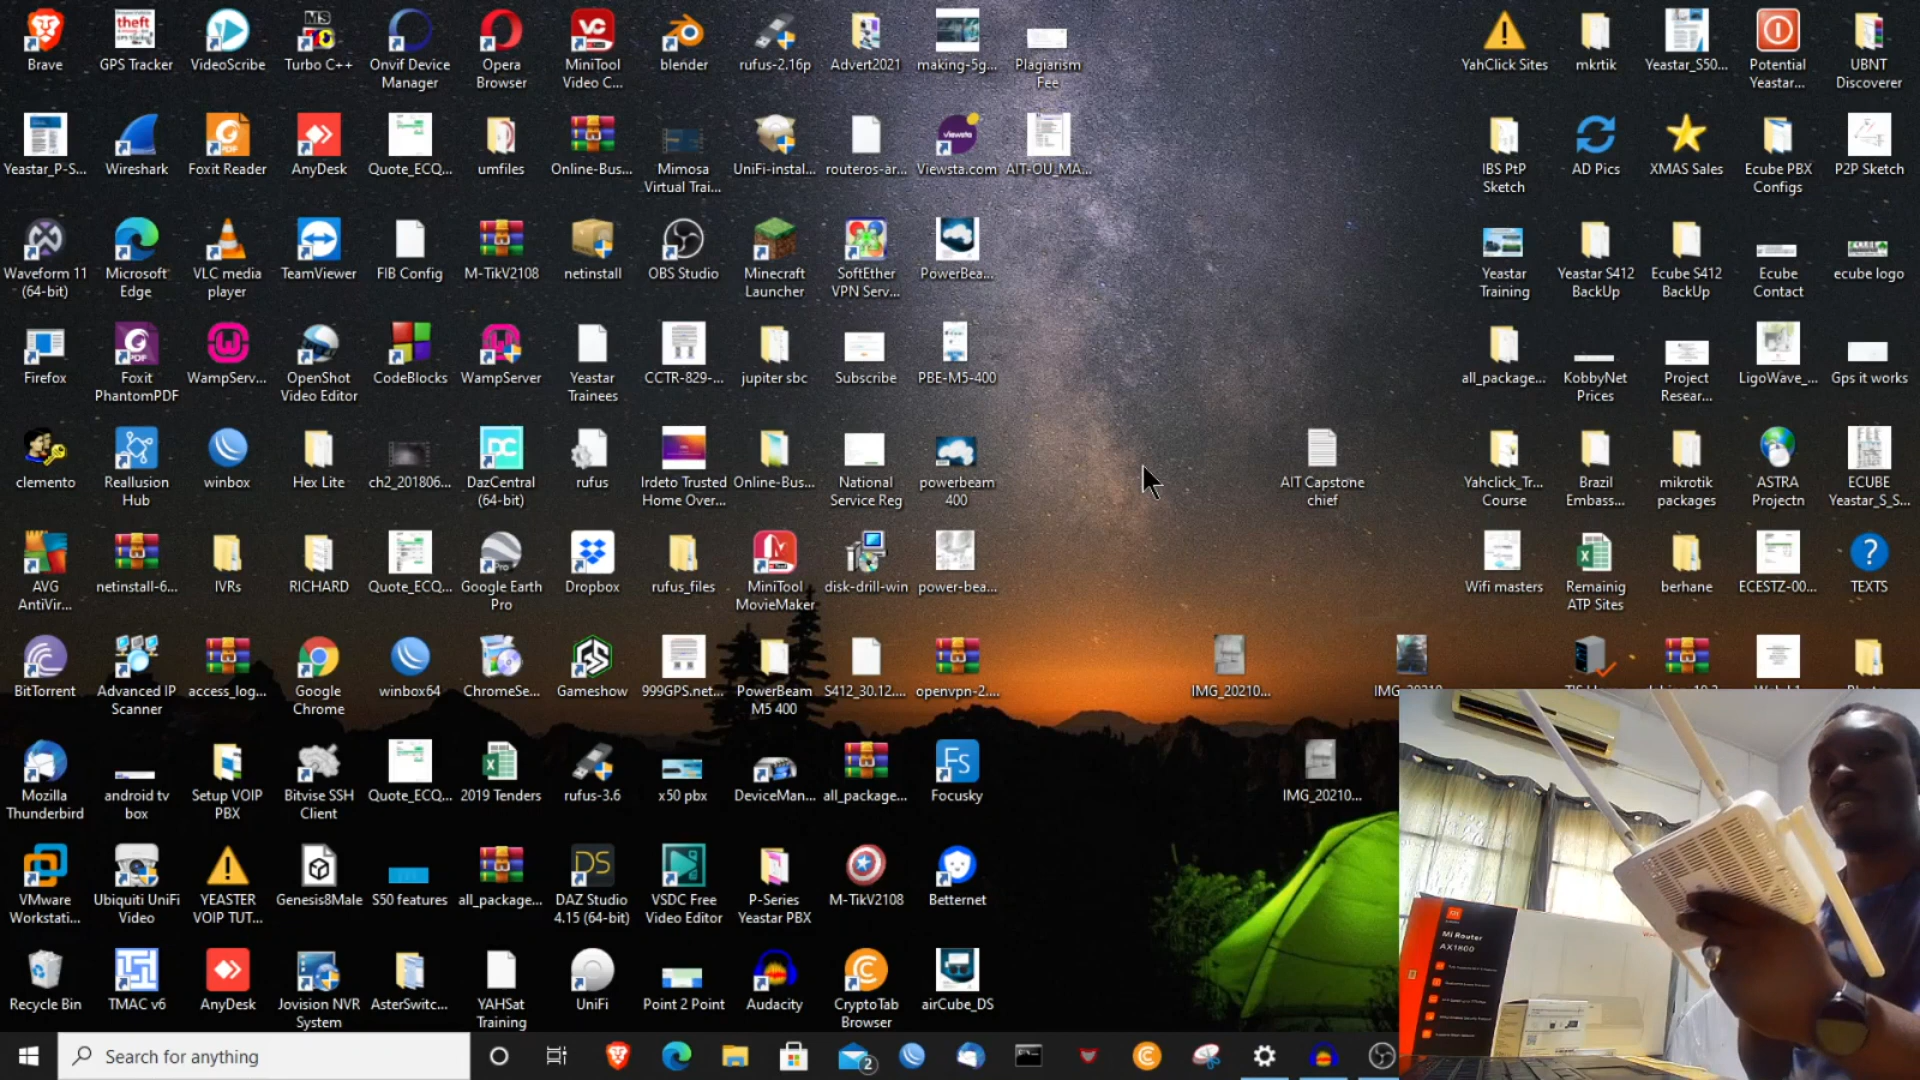 Brave
GPS Tracker
VideoScribe
Turbo C++
Onvif Device
Manager
Opera
Browser
MiniTool
Video C...
blender
rufus-2.16p
Advert2021
making-5g...
Plagiarism
Fee
YahClick Sites
mkrtik
Yeastar_S50...
Potential
Yeastar...
UBNT
Discoverer
Yeastar_P-S...
Wireshark
Foxit Reader
AnyDesk
Quote_ECQ...
umfiles
Online-Bus...
Mimosa
Virtual Trai...
UniFi-instal...
routeros-ar...
Viewsta.com
AIT-OU_MA...
IBS PtP
Sketch
AD Pics
XMAS Sales
Ecube PBX
Configs
P2P Sketch
Waveform 11
(64-bit)
Microsoft
Edge
VLC media
player
TeamViewer
FIB Config
M-TikV2108
netinstall
OBS Studio
Minecraft
Launcher
SoftEther
VPN Serv...
PowerBea...
Yeastar
Training
Yeastar S412
BackUp
Ecube S412
BackUp
Ecube
Contact
ecube logo
Firefox
Foxit
PhantomPDF
WampServ...
OpenShot
Video Editor
CodeBlocks
WampServer
Yeastar
Trainees
CCTR-829-...
jupiter sbc
Subscribe
PBE-M5-400
all_package...
KobbyNet
Prices
Project
Resear...
LigoWave_...
Gps it works
clemento
Reallusion
Hub
winbox
Hex Lite
ch2_201806...
DazCentral
(64-bit)
rufus
Irdeto Trusted
Home Over...
Online-Bus...
National
Service Reg
powerbeam
400
AIT Capstone
chief
Yahclick_Tr...
Course
Brazil
Embass...
mikrotik
packages
ASTRA
Projectn
ECUBE
Yeastar_S_S...
AVG
AntiVir...
netinstall-6...
IVRs
RICHARD
Quote_ECQ...
Google Earth
Pro
Dropbox
rufus_files
MiniTool
MovieMaker
disk-drill-win
power-bea...
Wifi masters
Remainig
ATP Sites
berhane
ECESTZ-00...
TEXTS
BitTorrent
Advanced IP
Scanner
access_log...
Google
Chrome
winbox64
ChromeSe...
Gameshow
999GPS.net...
PowerBeam
M5 400
S412_30.12....
openvpn-2....
IMG_20210...
Mozilla
Thunderbird
android tv
box
Setup VOIP
PBX
Bitvise SSH
Client
Quote_ECQ...
2019 Tenders
rufus-3.6
x50 pbx
DeviceMan...
all_package...
Focusky
IMG_20210...
VMware
Workstati...
Ubiquiti UniFi
Video
YEASTER
VOIP TUT...
Genesis8Male
S50 features
all_package...
DAZ Studio
4.15 (64-bit)
VSDC Free
Video Editor
P-Series
Yeastar PBX
M-TikV2108
Betternet
Mi Router
AX1800
Recycle Bin
TMAC v6
AnyDesk
Jovision NVR
System
AsterSwitc...
YAHSat
Training
UniFi
Point 2 Point
Audacity
CryptoTab
Browser
airCube_DS
Search for anything
2